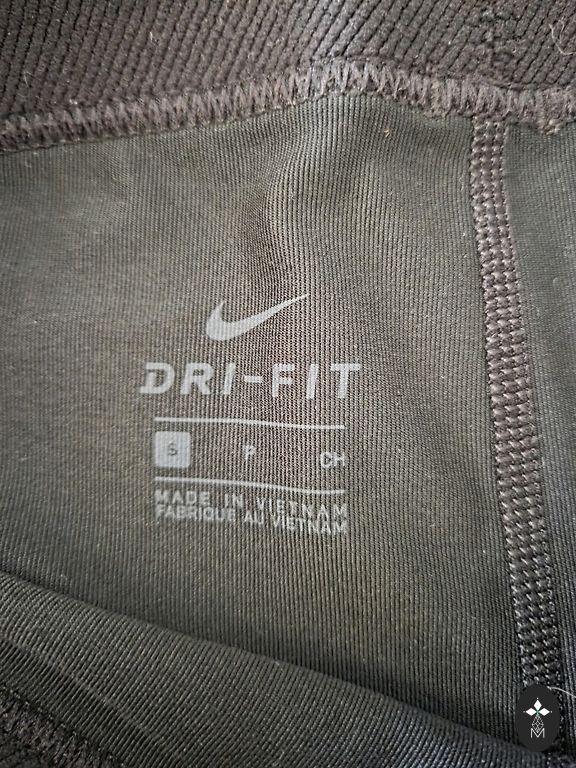 DRI-FIT
S P CH
MADE IN VIETNAM
FABRIQUE AU VIETNAM
M